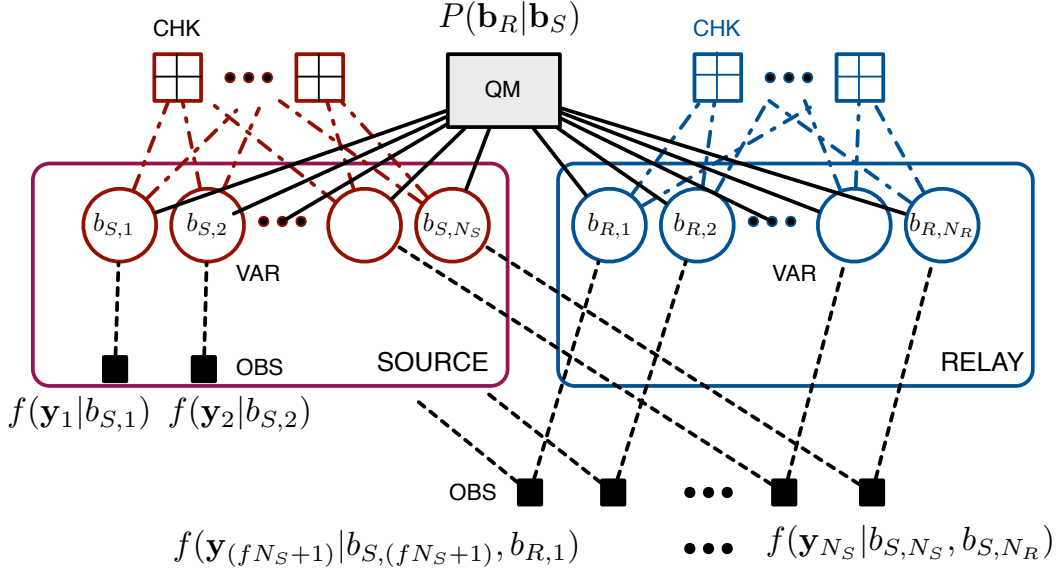 P(𝐛_R|𝐛_S)
CHK
CHK
QM
b_{S,1}
b_{S,2}
b_{S,N_S}
b_{R,1}
b_{R,2}
b_{R,N_R}
VAR
VAR
OBS
SOURCE
RELAY
f(𝐲_1|b_{S,1})
f(𝐲_2|b_{S,2})
OBS
f(𝐲_{(fN_S+1)}|b_{S,(fN_S+1)}, b_{R,1})
f(𝐲_{N_S}|b_{S,N_S}, b_{S,N_R})